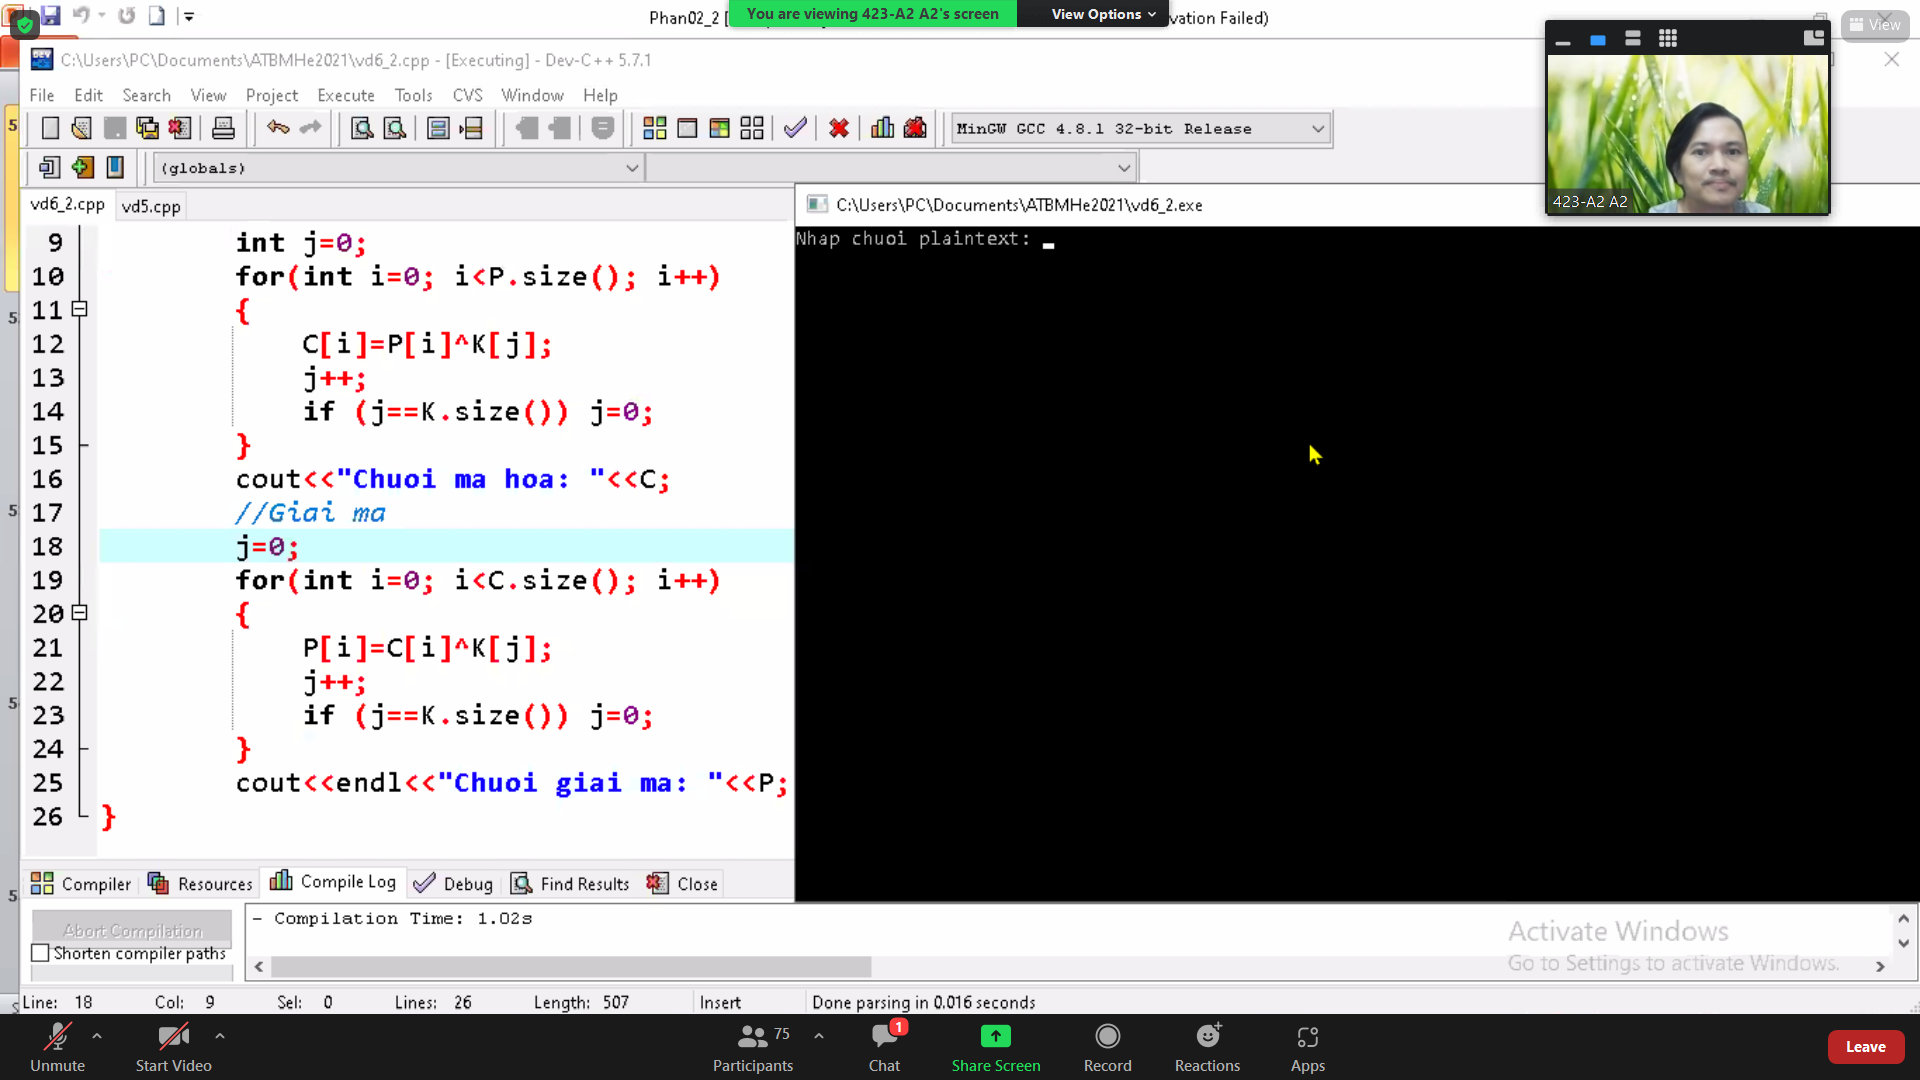 Phan02_2 [
You are viewing 423-A2 A2's screen
View Options
vation Failed)
View
C:\Users\PC\Documents\ATBMHe2021\vd6_2.cpp - [Executing] - Dev-C++ 5.7.1
File Edit Search View Project Execute Tools CVS Window Help
MinGW GCC 4.8.1 32-bit Release
(globals)
423-A2 A2
vd6_2.cpp vd5.cpp
C:\Users\PC\Documents\ATBMHe2021\vd6_2.exe
Nhap chuoi plaintext:
9 int j=0;
10 for(int i=0; i<P.size(); i++)
11 {
12 C[i]=P[i]^K[j];
13 j++;
14 if (j==K.size()) j=0;
15 }
16 cout<<"Chuoi ma hoa: "<<C;
17 //Giai ma
18 j=0;
19 for(int i=0; i<C.size(); i++)
20 {
21 P[i]=C[i]^K[j];
22 j++;
23 if (j==K.size()) j=0;
24 }
25 cout<<endl<<"Chuoi giai ma: "<<P;
26 }
Compiler Resources Compile Log Debug Find Results Close
Abort Compilation
Shorten compiler paths
- Compilation Time: 1.02s
Activate Windows
Go to Settings to activate Windows.
Line: 18 Col: 9 Sel: 0 Lines: 26 Length: 507 Insert Done parsing in 0.016 seconds
Unmute
Start Video
75
Participants
1
Chat
Share Screen
Record
Reactions
Apps
Leave